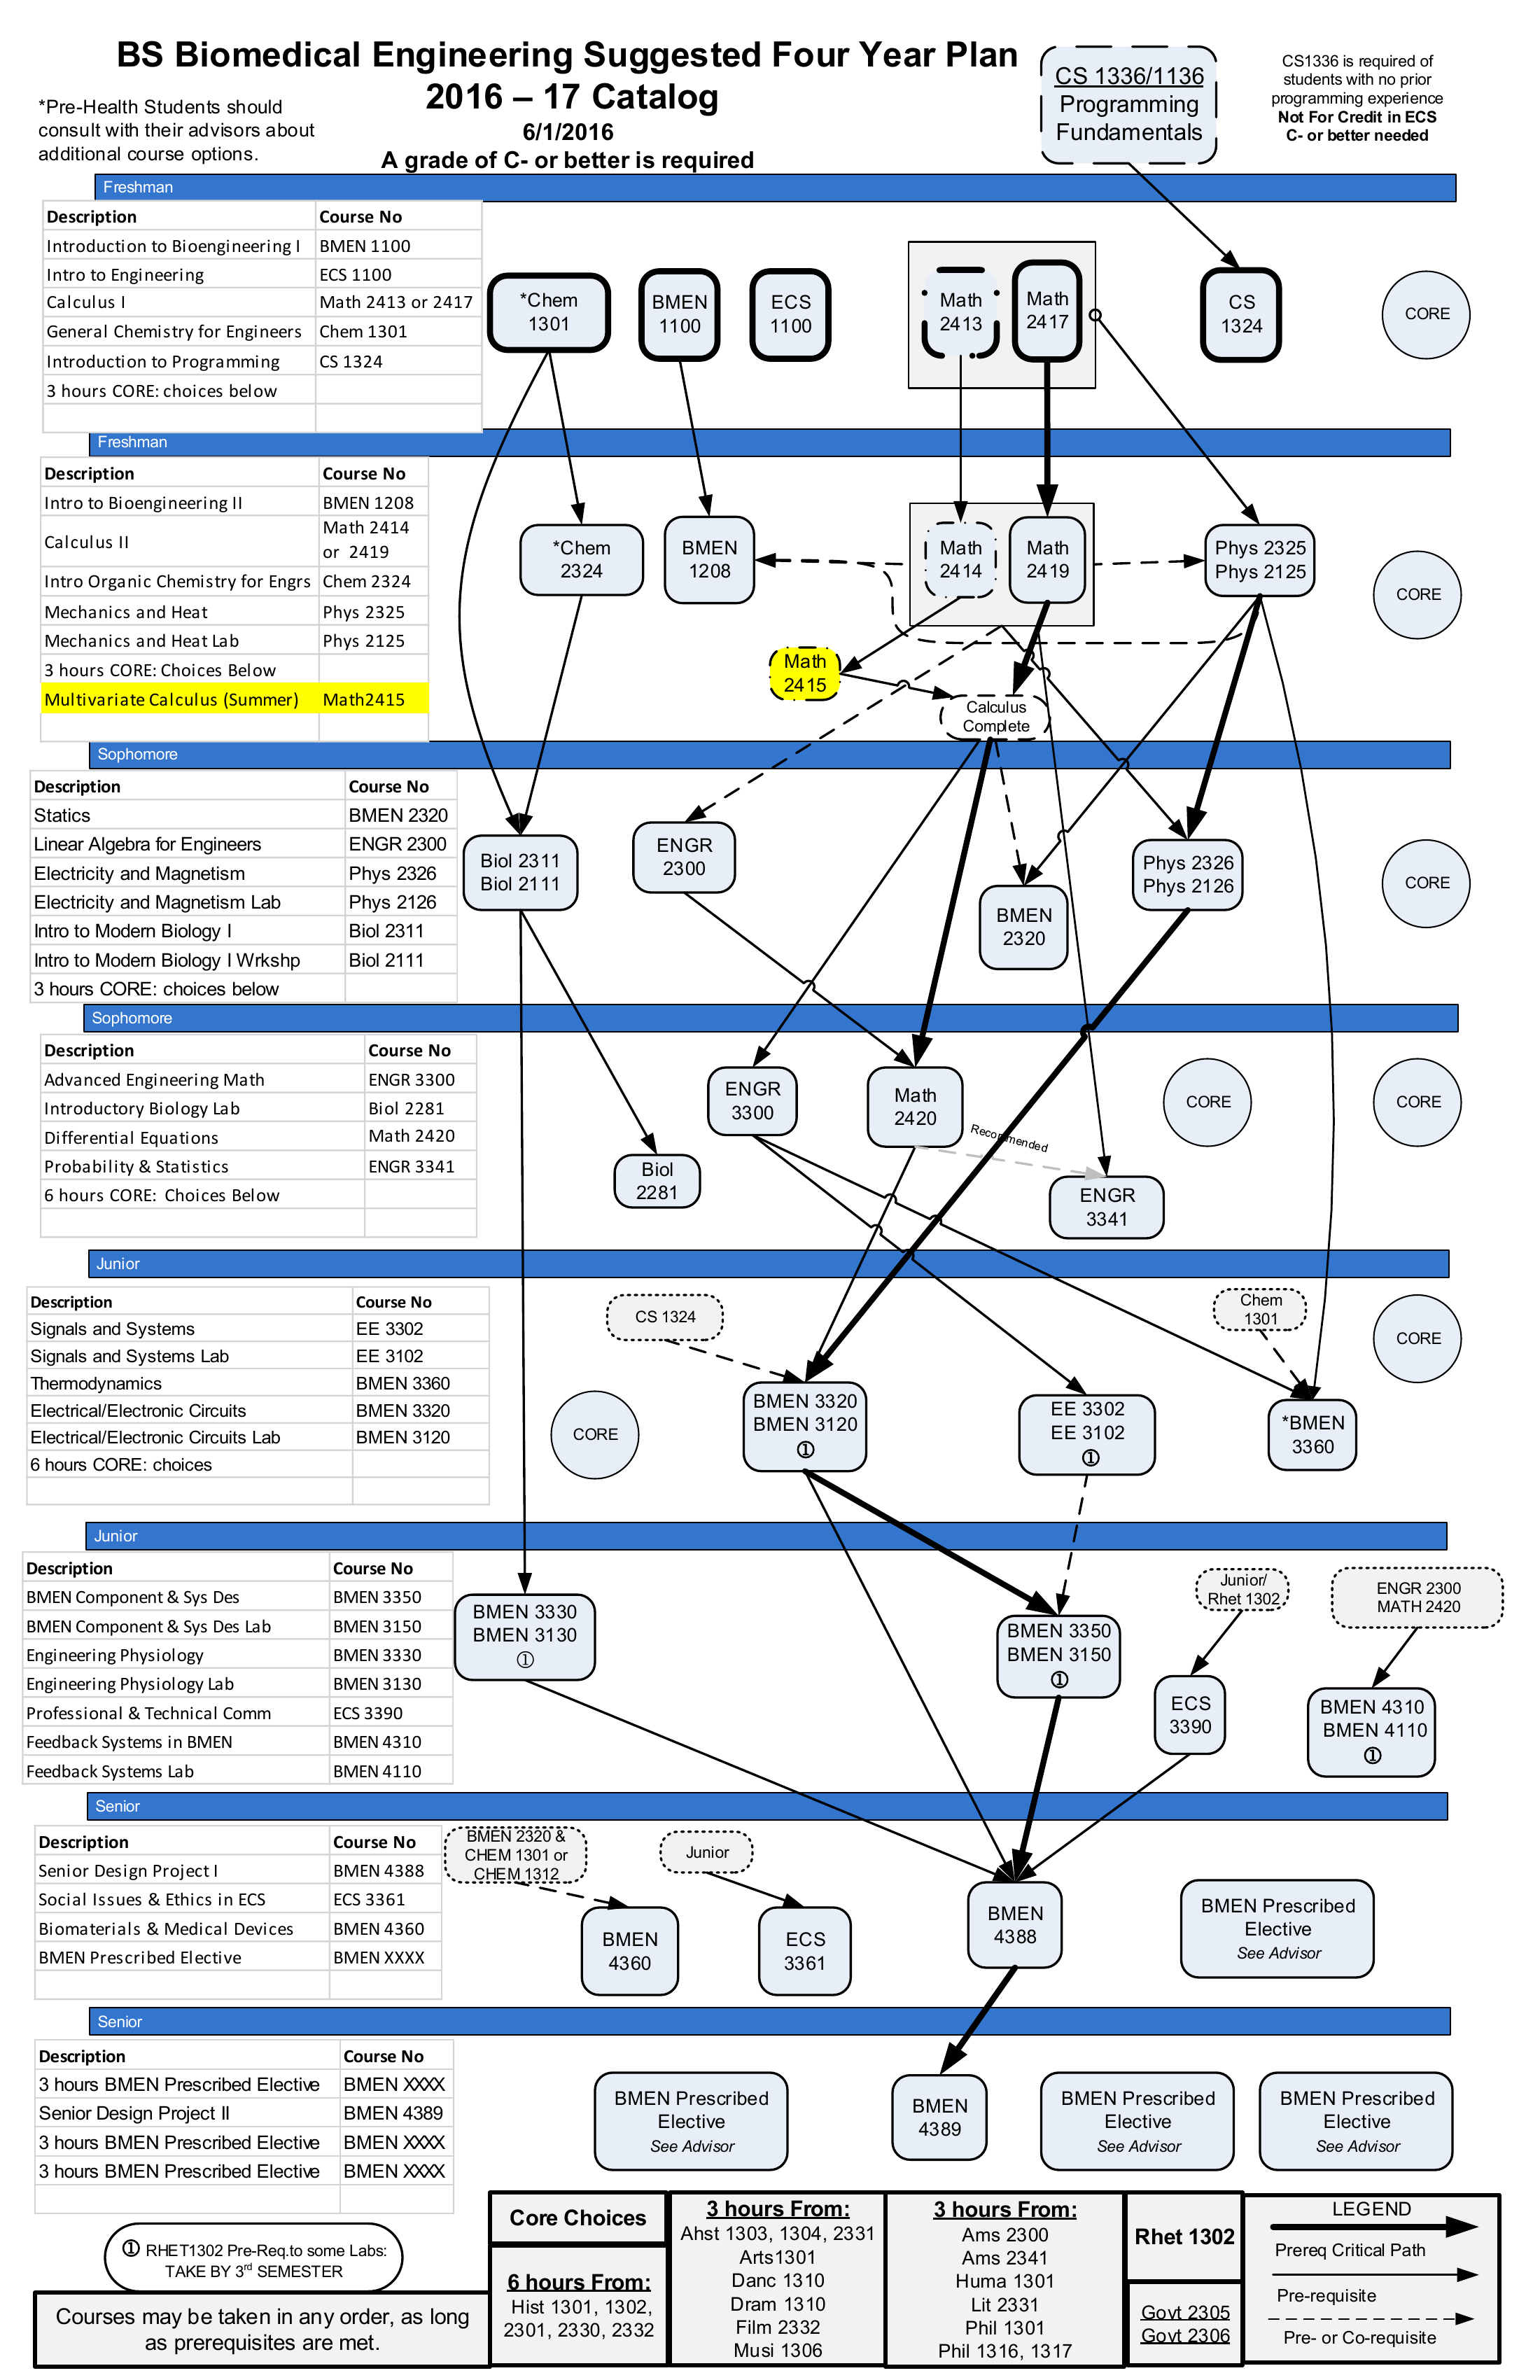 BS Biomedical Engineering Suggested Four Year Plan
2016 – 17 Catalog
6/1/2016
A grade of C- or better is required
*Pre-Health Students should
consult with their advisors about
additional course options.
CS 1336/1136
Programming
Fundamentals
CS1336 is required of
students with no prior
programming experience
Not For Credit in ECS
C- or better needed
Freshman
Description Course No
Introduction to Bioengineering I BMEN 1100
Intro to Engineering ECS 1100
Calculus I Math 2413 or 2417
General Chemistry for Engineers Chem 1301
Introduction to Programming CS 1324
3 hours CORE: choices below
*Chem
1301
BMEN
1100
ECS
1100
Math
2413
Math
2417
CS
1324
CORE
Freshman
Description Course No
Intro to Bioengineering II BMEN 1208
Calculus II Math 2414
or 2419
Intro Organic Chemistry for Engrs Chem 2324
Mechanics and Heat Phys 2325
Mechanics and Heat Lab Phys 2125
3 hours CORE: Choices Below
Multivariate Calculus (Summer) Math2415
*Chem
2324
BMEN
1208
Math
2414
Math
2419
Phys 2325
Phys 2125
CORE
Math
2415
Calculus
Complete
Sophomore
Description Course No
Statics BMEN 2320
Linear Algebra for Engineers ENGR 2300
Electricity and Magnetism Phys 2326
Electricity and Magnetism Lab Phys 2126
Intro to Modern Biology I Biol 2311
Intro to Modern Biology I Wrkshp Biol 2111
3 hours CORE: choices below
Biol 2311
Biol 2111
ENGR
2300
BMEN
2320
Phys 2326
Phys 2126
CORE
Sophomore
Description Course No
Advanced Engineering Math ENGR 3300
Introductory Biology Lab Biol 2281
Differential Equations Math 2420
Probability & Statistics ENGR 3341
6 hours CORE: Choices Below
ENGR
3300
Math
2420
CORE
CORE
Recommended
Biol
2281
ENGR
3341
Junior
Description Course No
Signals and Systems EE 3302
Signals and Systems Lab EE 3102
Thermodynamics BMEN 3360
Electrical/Electronic Circuits BMEN 3320
Electrical/Electronic Circuits Lab BMEN 3120
6 hours CORE: choices
CS 1324
Chem
1301
CORE
CORE
BMEN 3320
BMEN 3120
①
EE 3302
EE 3102
①
*BMEN
3360
Junior
Description Course No
BMEN Component & Sys Des BMEN 3350
BMEN Component & Sys Des Lab BMEN 3150
Engineering Physiology BMEN 3330
Engineering Physiology Lab BMEN 3130
Professional & Technical Comm ECS 3390
Feedback Systems in BMEN BMEN 4310
Feedback Systems Lab BMEN 4110
BMEN 3330
BMEN 3130
①
BMEN 3350
BMEN 3150
①
Junior/
Rhet 1302
ENGR 2300
MATH 2420
ECS
3390
BMEN 4310
BMEN 4110
①
Senior
Description Course No
Senior Design Project I BMEN 4388
Social Issues & Ethics in ECS ECS 3361
Biomaterials & Medical Devices BMEN 4360
BMEN Prescribed Elective BMEN XXXX
BMEN 2320 &
CHEM 1301 or
CHEM 1312
Junior
BMEN
4360
ECS
3361
BMEN
4388
BMEN Prescribed
Elective
See Advisor
Senior
Description Course No
3 hours BMEN Prescribed Elective BMEN XXXX
Senior Design Project II BMEN 4389
3 hours BMEN Prescribed Elective BMEN XXXX
3 hours BMEN Prescribed Elective BMEN XXXX
BMEN Prescribed
Elective
See Advisor
BMEN
4389
BMEN Prescribed
Elective
See Advisor
BMEN Prescribed
Elective
See Advisor
① RHET1302 Pre-Req.to some Labs:
TAKE BY 3rd SEMESTER
Courses may be taken in any order, as long
as prerequisites are met.
Core Choices
6 hours From:
Hist 1301, 1302,
2301, 2330, 2332
3 hours From:
Ahst 1303, 1304, 2331
Arts1301
Danc 1310
Dram 1310
Film 2332
Musi 1306
3 hours From:
Ams 2300
Ams 2341
Huma 1301
Lit 2331
Phil 1301
Phil 1316, 1317
Rhet 1302
Govt 2305
Govt 2306
LEGEND
Prereq Critical Path
Pre-requisite
Pre- or Co-requisite